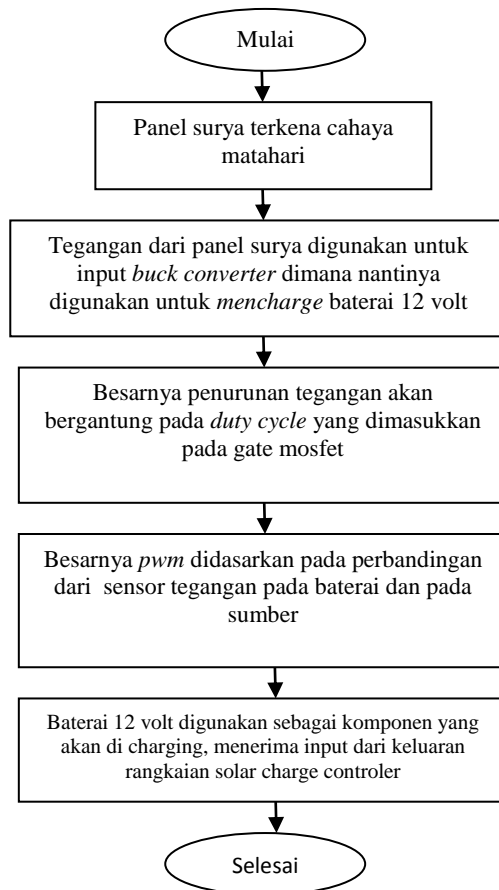 Mulai
Panel surya terkena cahaya
matahari
Tegangan dari panel surya digunakan untuk
input buck converter dimana nantinya
digunakan untuk mencharge baterai 12 volt
Besarnya penurunan tegangan akan
bergantung pada duty cycle yang dimasukkan
pada gate mosfet
Besarnya pwm didasarkan pada perbandingan
dari sensor tegangan pada baterai dan pada
sumber
Baterai 12 volt digunakan sebagai komponen yang
akan di charging, menerima input dari keluaran
rangkaian solar charge controler
Selesai